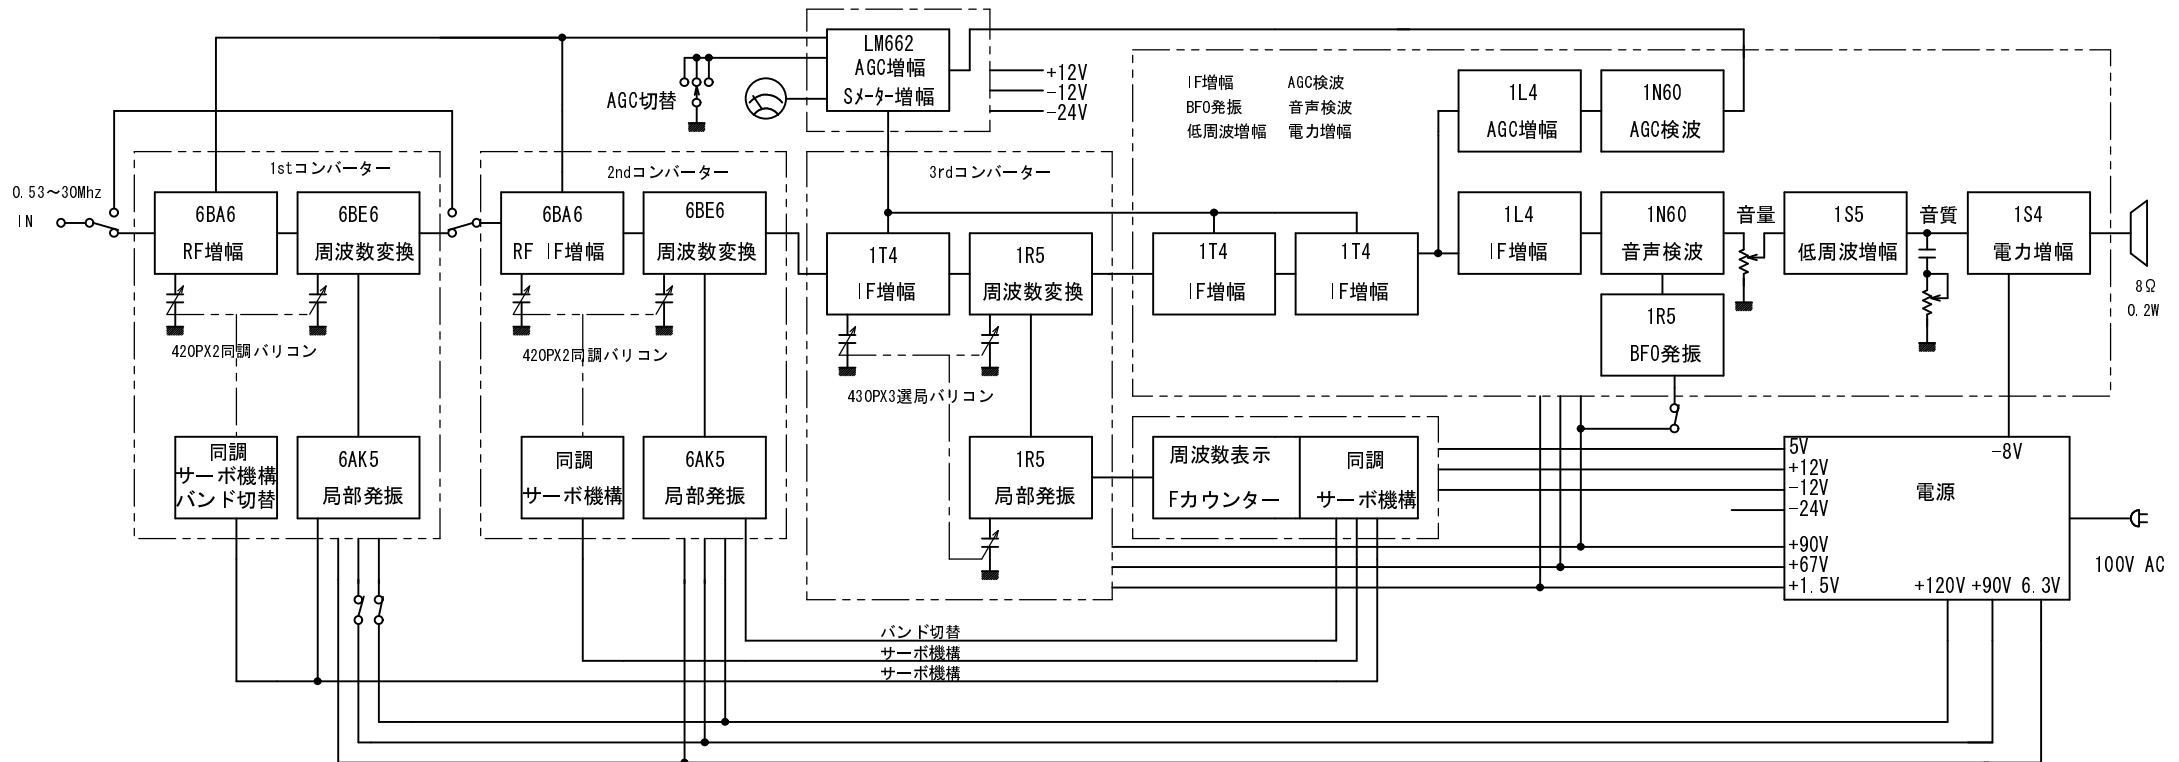 LM662
AGC増幅
Sメーター増幅
AGC切替
+12V
-12V
-24V
IF増幅 AGC検波
BFO発振 音声検波
低周波増幅 電力増幅
1L4
AGC増幅
1N60
AGC検波
0.53～30Mhz
IN
1stコンバーター
6BA6
RF増幅
6BE6
周波数変換
420PX2同調バリコン
同調
サーボ機構
バンド切替
6AK5
局部発振
2ndコンバーター
6BA6
RF IF増幅
6BE6
周波数変換
420PX2同調バリコン
同調
サーボ機構
6AK5
局部発振
3rdコンバーター
1T4
IF増幅
1R5
周波数変換
430PX3選局バリコン
1R5
局部発振
1T4
IF増幅
1T4
IF増幅
1L4
IF増幅
1N60
音声検波
音量
1S5
低周波増幅
音質
1S4
電力増幅
8Ω
0.2W
1R5
BFO発振
周波数表示
Fカウンター
同調
サーボ機構
5V
+12V
-12V
-24V
+90V
+67V
+1.5V
-8V
電源
+120V +90V 6.3V
100V AC
バンド切替
サーボ機構
サーボ機構